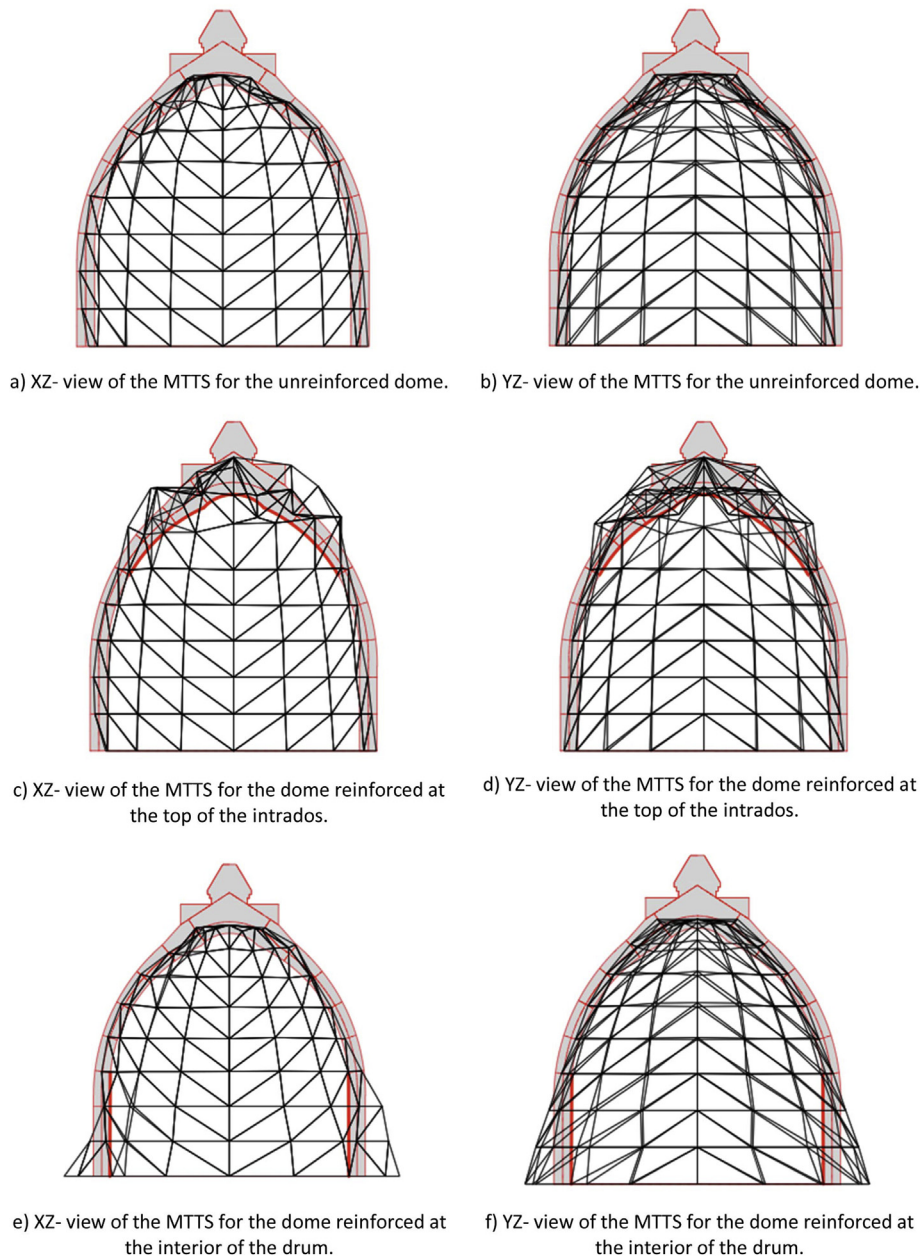 a) XZ- view of the MTTS for the unreinforced dome.
b) YZ- view of the MTTS for the unreinforced dome.
c) XZ- view of the MTTS for the dome reinforced at
the top of the intrados.
d) YZ- view of the MTTS for the dome reinforced at
the top of the intrados.
e) XZ- view of the MTTS for the dome reinforced at
the interior of the drum.
f) YZ- view of the MTTS for the dome reinforced at
the interior of the drum.